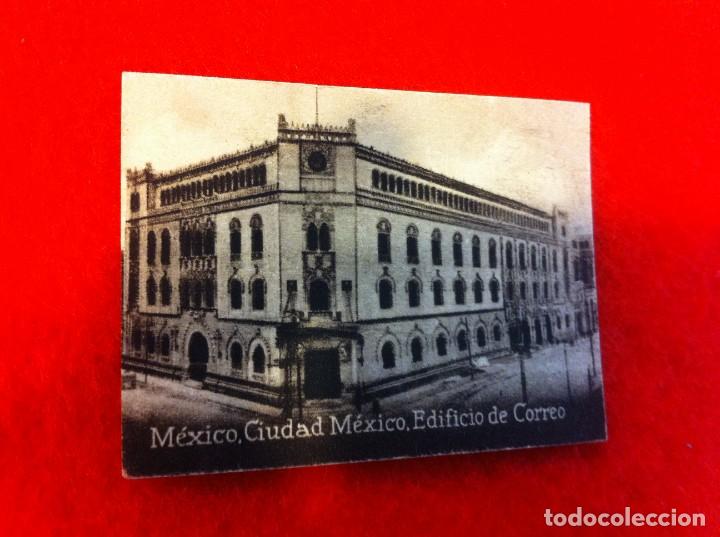 México, Ciudad México, Edificio de Correo
todocoleccion